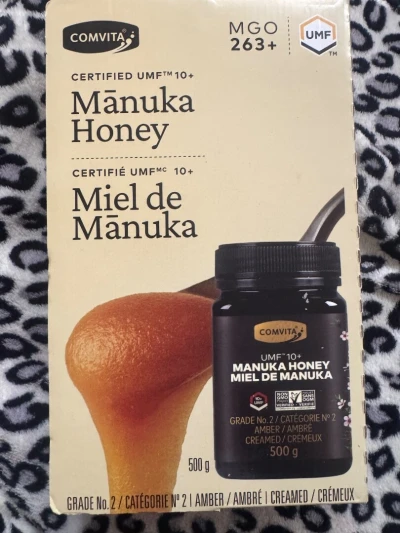 COMVITA
MGO
263+
UMF
TM
CERTIFIED UMF™ 10+
Mānuka
Honey
CERTIFIÉ UMFᴹᶜ 10+
Miel de
Mānuka
COMVITA
UMF™ 10+
MANUKA HONEY
MIEL DE MANUKA
GRADE No. 2 / CATÉGORIE Nº 2
AMBER / AMBRÉ
CREAMED / CRÉMEUX
500 g
500 g
GRADE No. 2 / CATÉGORIE Nº 2 | AMBER / AMBRÉ | CREAMED / CRÉMEUX